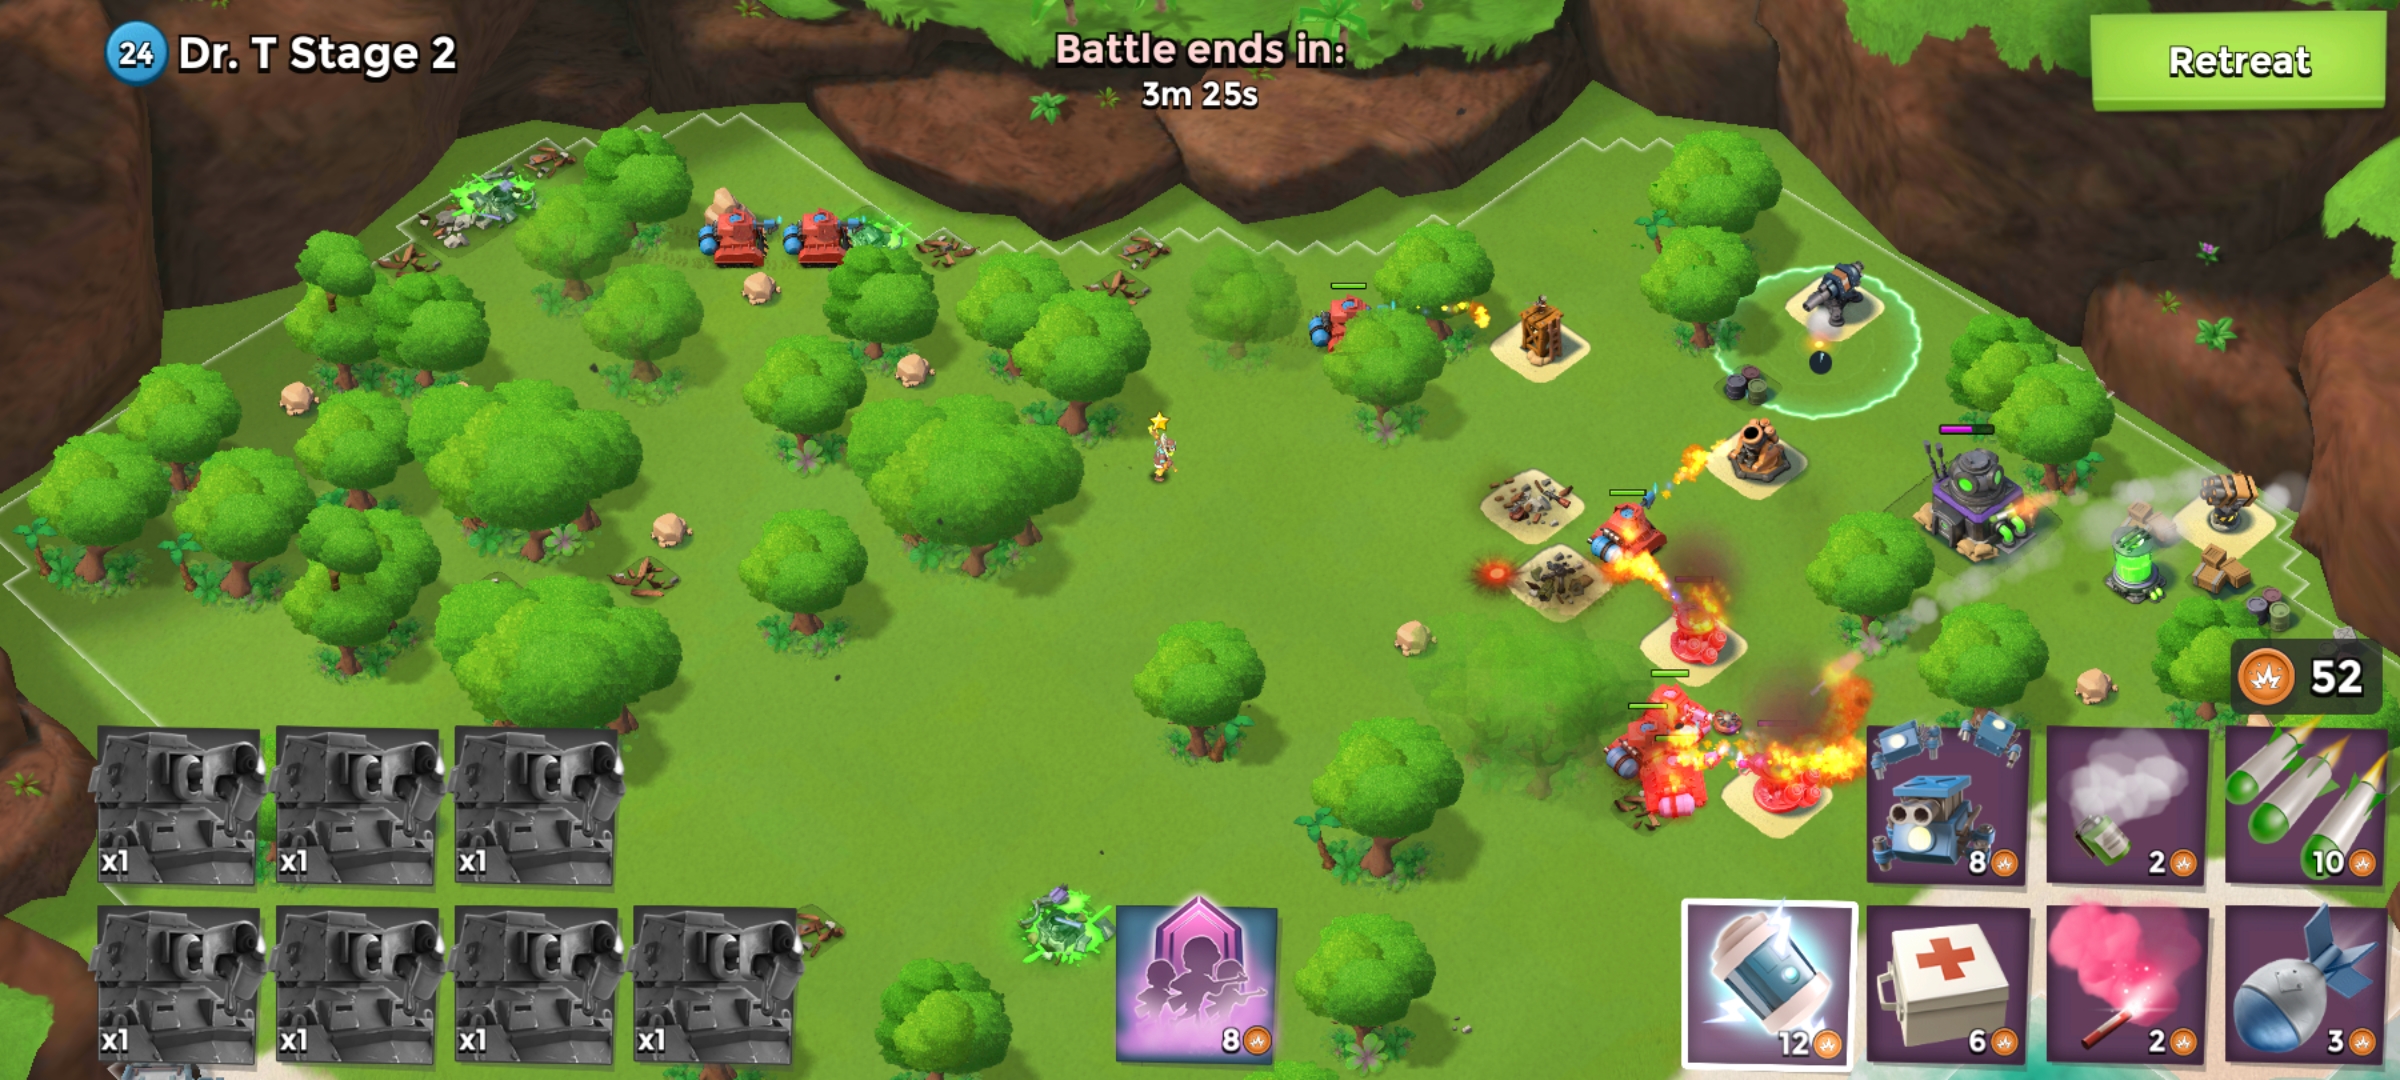 24 Dr. T Stage 2
Battle ends in:
3m 25s
Retreat
52
x1 x1 x1
8 2 10
x1 x1 x1 x1
8
12 6 2 3